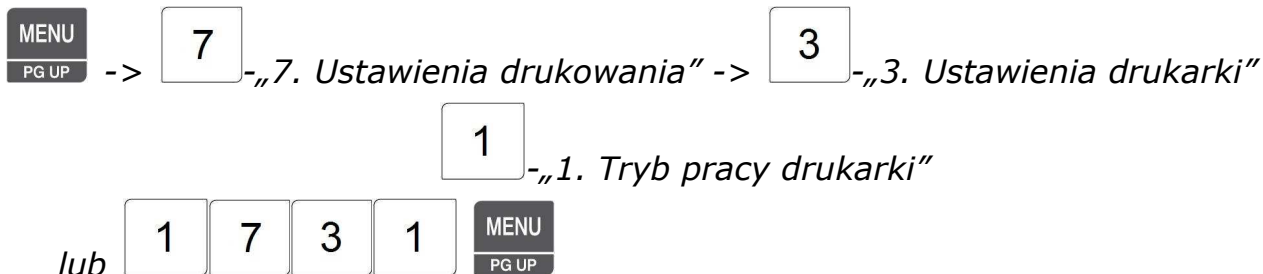 MENU PG UP -> 7 -„7. Ustawienia drukowania” -> 3 -„3. Ustawienia drukarki”
1 -„1. Tryb pracy drukarki”
lub 1 7 3 1 MENU PG UP